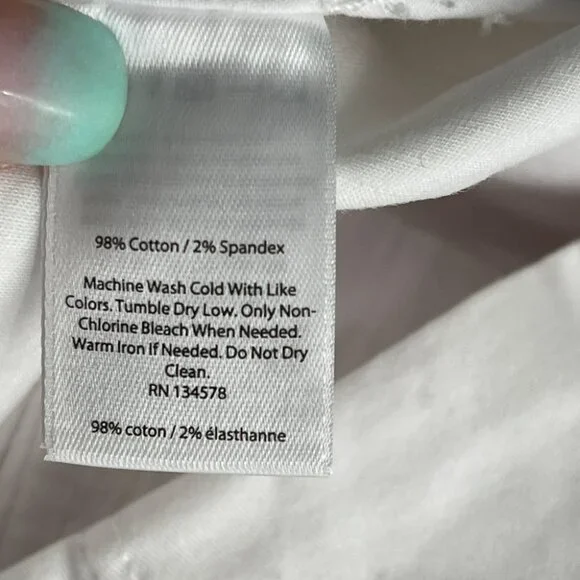 98% Cotton / 2% Spandex
Machine Wash Cold With Like
Colors. Tumble Dry Low. Only Non-
Chlorine Bleach When Needed.
Warm Iron If Needed. Do Not Dry
Clean.
RN 134578
98% coton / 2% élasthanne